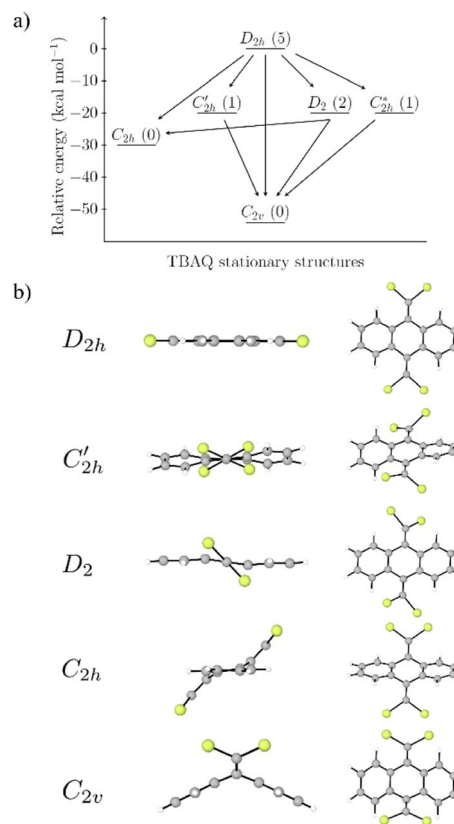 a)
D₂ₕ (5)
0
−10
C′₂ₕ (1)
D₂ (2)
C*₂ₕ (1)
−20
C₂ₕ (0)
−30
−40
C₂ᵥ (0)
−50
Relative energy (kcal mol⁻¹)
TBAQ stationary structures
b)
D₂ₕ
C′₂ₕ
D₂
C₂ₕ
C₂ᵥ